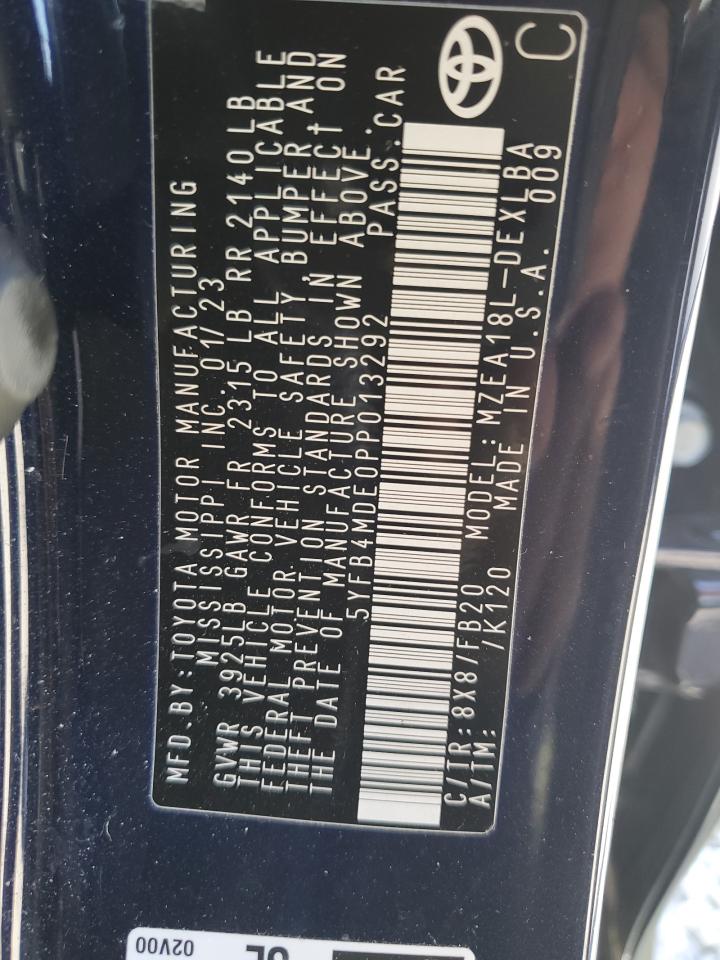 MFD.BY:TOYOTA MOTOR MANUFACTURING
MISSISSIPPI INC. 01/23
GVWR 3925LB GAWR FR 2315 LB RR 2140LB
THIS VEHICLE CONFORMS TO ALL APPLICABLE
FEDERAL MOTOR VEHICLE SAFETY, BUMPER, AND
THEFT PREVENTION STANDARDS IN EFFECT ON
THE DATE OF MANUFACTURE SHOWN ABOVE.
5YFB4MDE0PP013292 PASS.CAR
C/TR:8X8/FB20 MODEL:MZEA18L-DEXLBA
A/TM: /K120 MADE IN U.S.A. 009
C
02V00